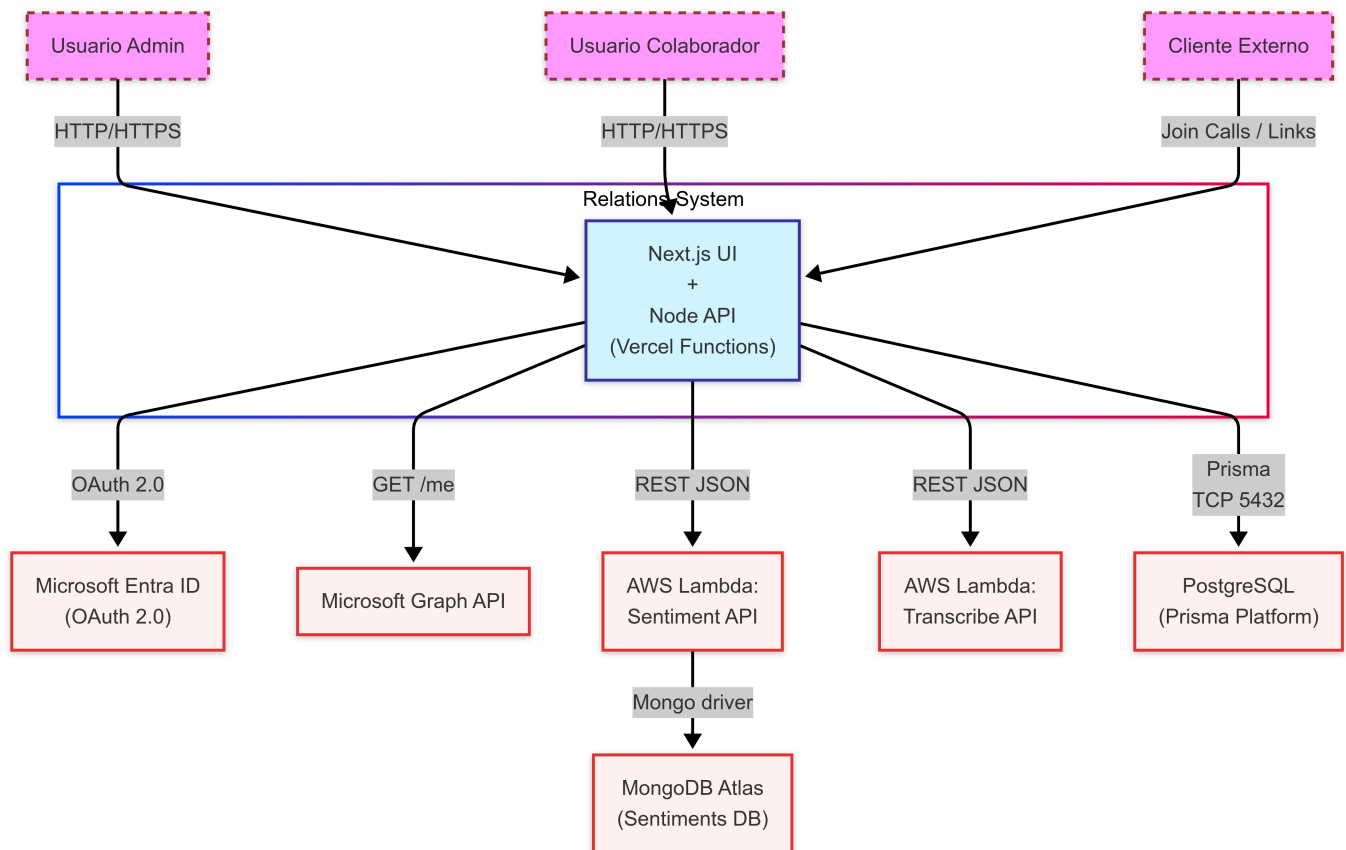 Usuario Admin
Usuario Colaborador
Cliente Externo
HTTP/HTTPS
HTTP/HTTPS
Join Calls / Links
Relations System
Next.js UI
+
Node API
(Vercel Functions)
OAuth 2.0
GET /me
REST JSON
REST JSON
Prisma
TCP 5432
Microsoft Entra ID
(OAuth 2.0)
Microsoft Graph API
AWS Lambda:
Sentiment API
AWS Lambda:
Transcribe API
PostgreSQL
(Prisma Platform)
Mongo driver
MongoDB Atlas
(Sentiments DB)